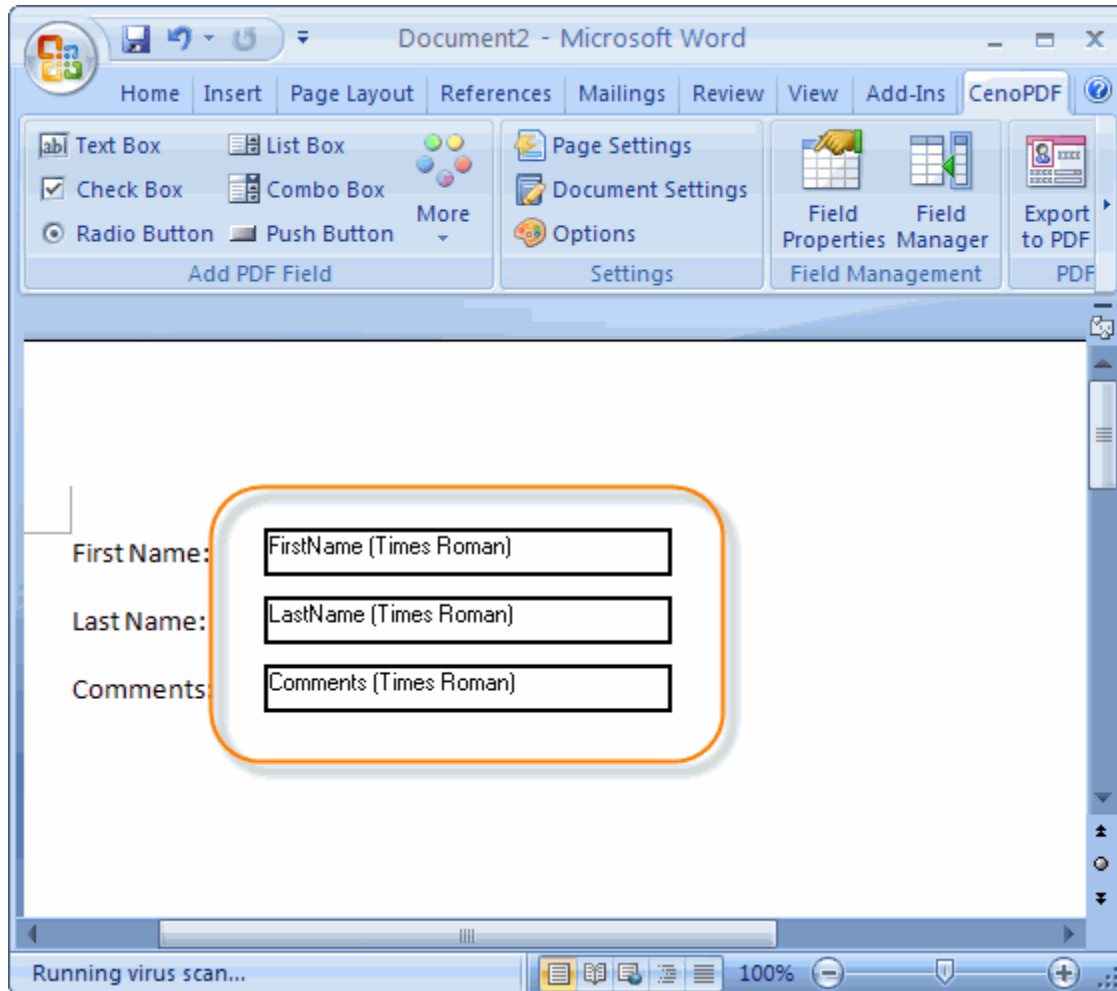 Document2 - Microsoft Word
Home Insert Page Layout References Mailings Review View Add-Ins CenoPDF
abl Text Box List Box Page Settings
Check Box Combo Box Document Settings
More Field Field Export
Radio Button Push Button Options Properties Manager to PDF
Add PDF Field Settings Field Management PDF
First Name: FirstName (Times Roman)
Last Name: LastName (Times Roman)
Comments: Comments (Times Roman)
Running virus scan... 100%